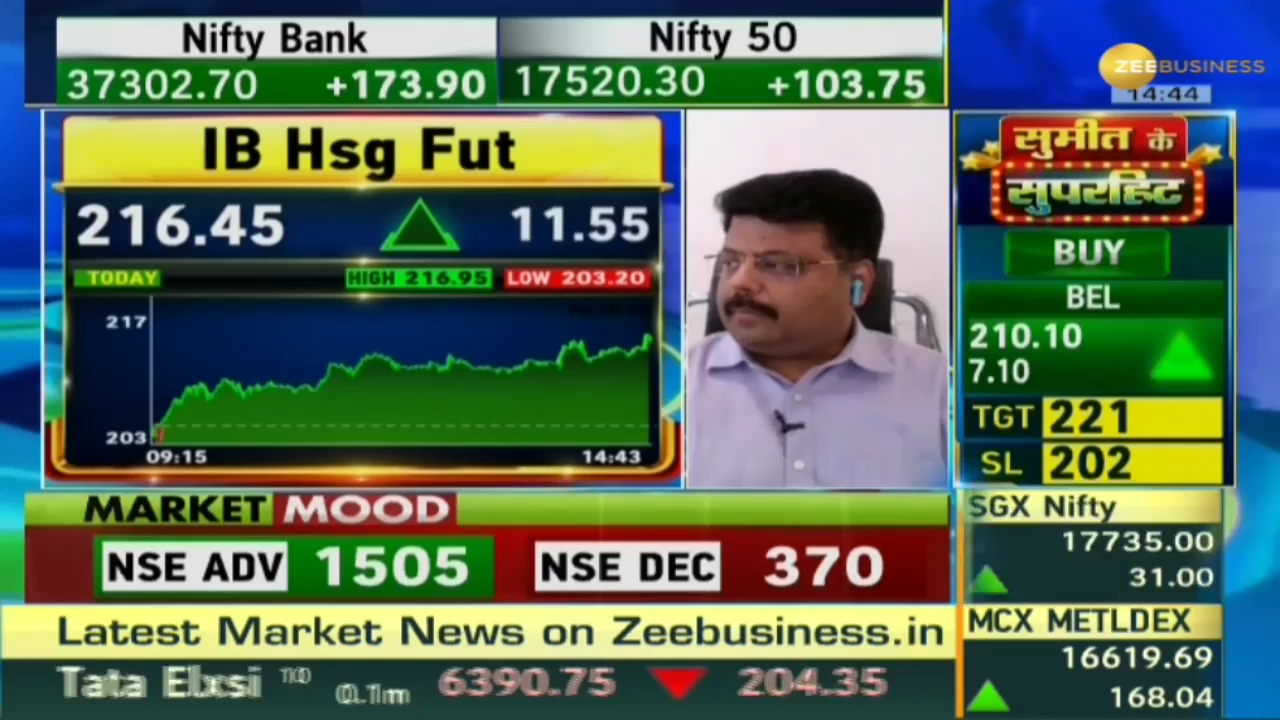 Nifty Bank
37302.70 +173.90
Nifty 50
17520.30 +103.75
ZEEBUSINESS
14:44
IB Hsg Fut
216.45 11.55
TODAY HIGH 216.95 LOW 203.20
217
203
09:15 14:43
सुमीत के
सुपरहिट
BUY
BEL
210.10
7.10
TGT 221
SL 202
MARKET MOOD
NSE ADV 1505 NSE DEC 370
SGX Nifty
17735.00
31.00
MCX METLDEX
16619.69
168.04
Latest Market News on Zeebusiness.in
Tata Elxsi 0.1m 6390.75 204.35